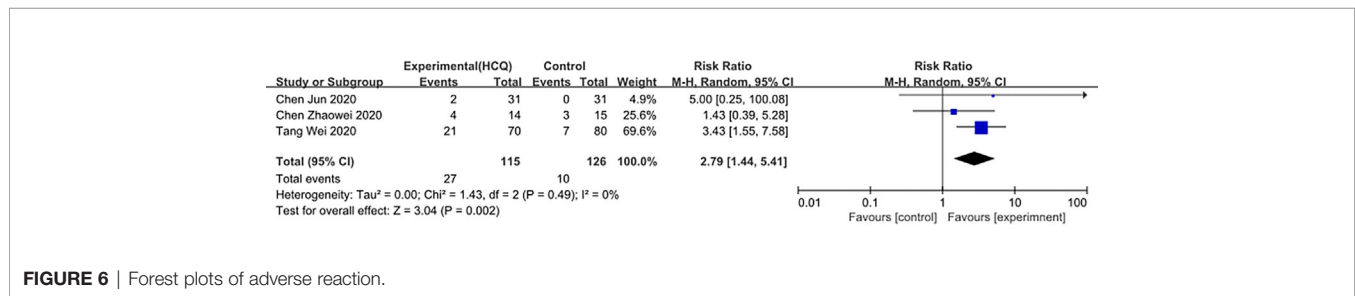 Experimental(HCQ) Control Risk Ratio Risk Ratio
Study or Subgroup Events Total Events Total Weight M-H, Random, 95% CI M-H, Random, 95% CI
Chen Jun 2020 2 31 0 31 4.9% 5.00 [0.25, 100.08]
Chen Zhaowei 2020 4 14 3 15 25.6% 1.43 [0.39, 5.28]
Tang Wei 2020 21 70 7 80 69.6% 3.43 [1.55, 7.58]
Total (95% CI) 115 126 100.0% 2.79 [1.44, 5.41]
Total events 27 10
Heterogeneity: Tau² = 0.00; Chi² = 1.43, df = 2 (P = 0.49); I² = 0%
Test for overall effect: Z = 3.04 (P = 0.002)
0.01 0.1 1 10 100
Favours [control] Favours [experimnent]
FIGURE 6 | Forest plots of adverse reaction.